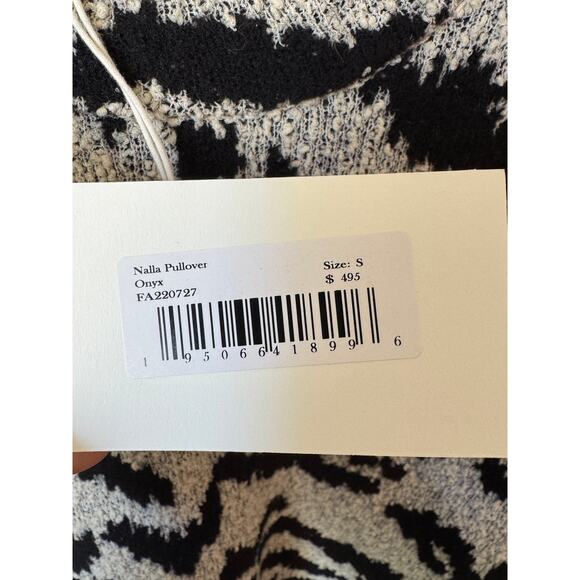 Nalla Pullover Size: S
Onyx $ 495
FA220727
1 95066 41899 6